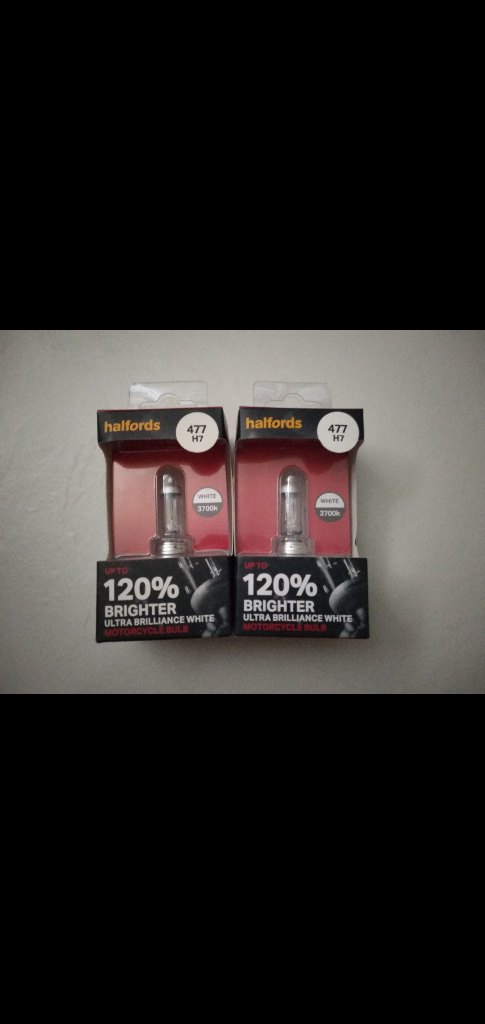 halfords
477
H7
WHITE
3700k
UP TO
120%
BRIGHTER
ULTRA BRILLIANCE WHITE
MOTORCYCLE BULB
halfords
477
H7
WHITE
3700k
UP TO
120%
BRIGHTER
ULTRA BRILLIANCE WHITE
MOTORCYCLE BULB